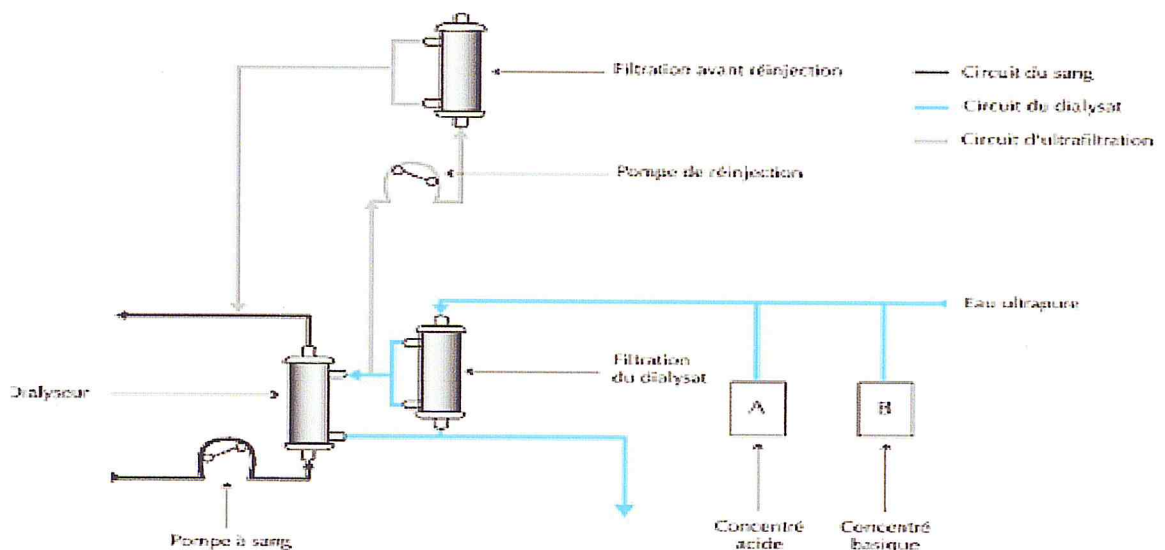 Filtration avant réinjection
Circuit du sang
Circuit du dialysat
Circuit d'ultrafiltration
Pompe de réinjection
Eau ultrapure
Filtration
du dialysat
Dialyseur
A
B
Concentré
acide
Concentré
basique
Pompe à sang